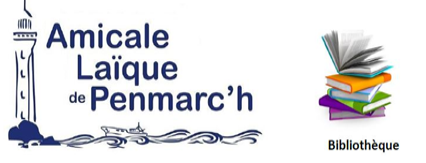 Amicale
Laïque
de Penmarc'h
Bibliothèque